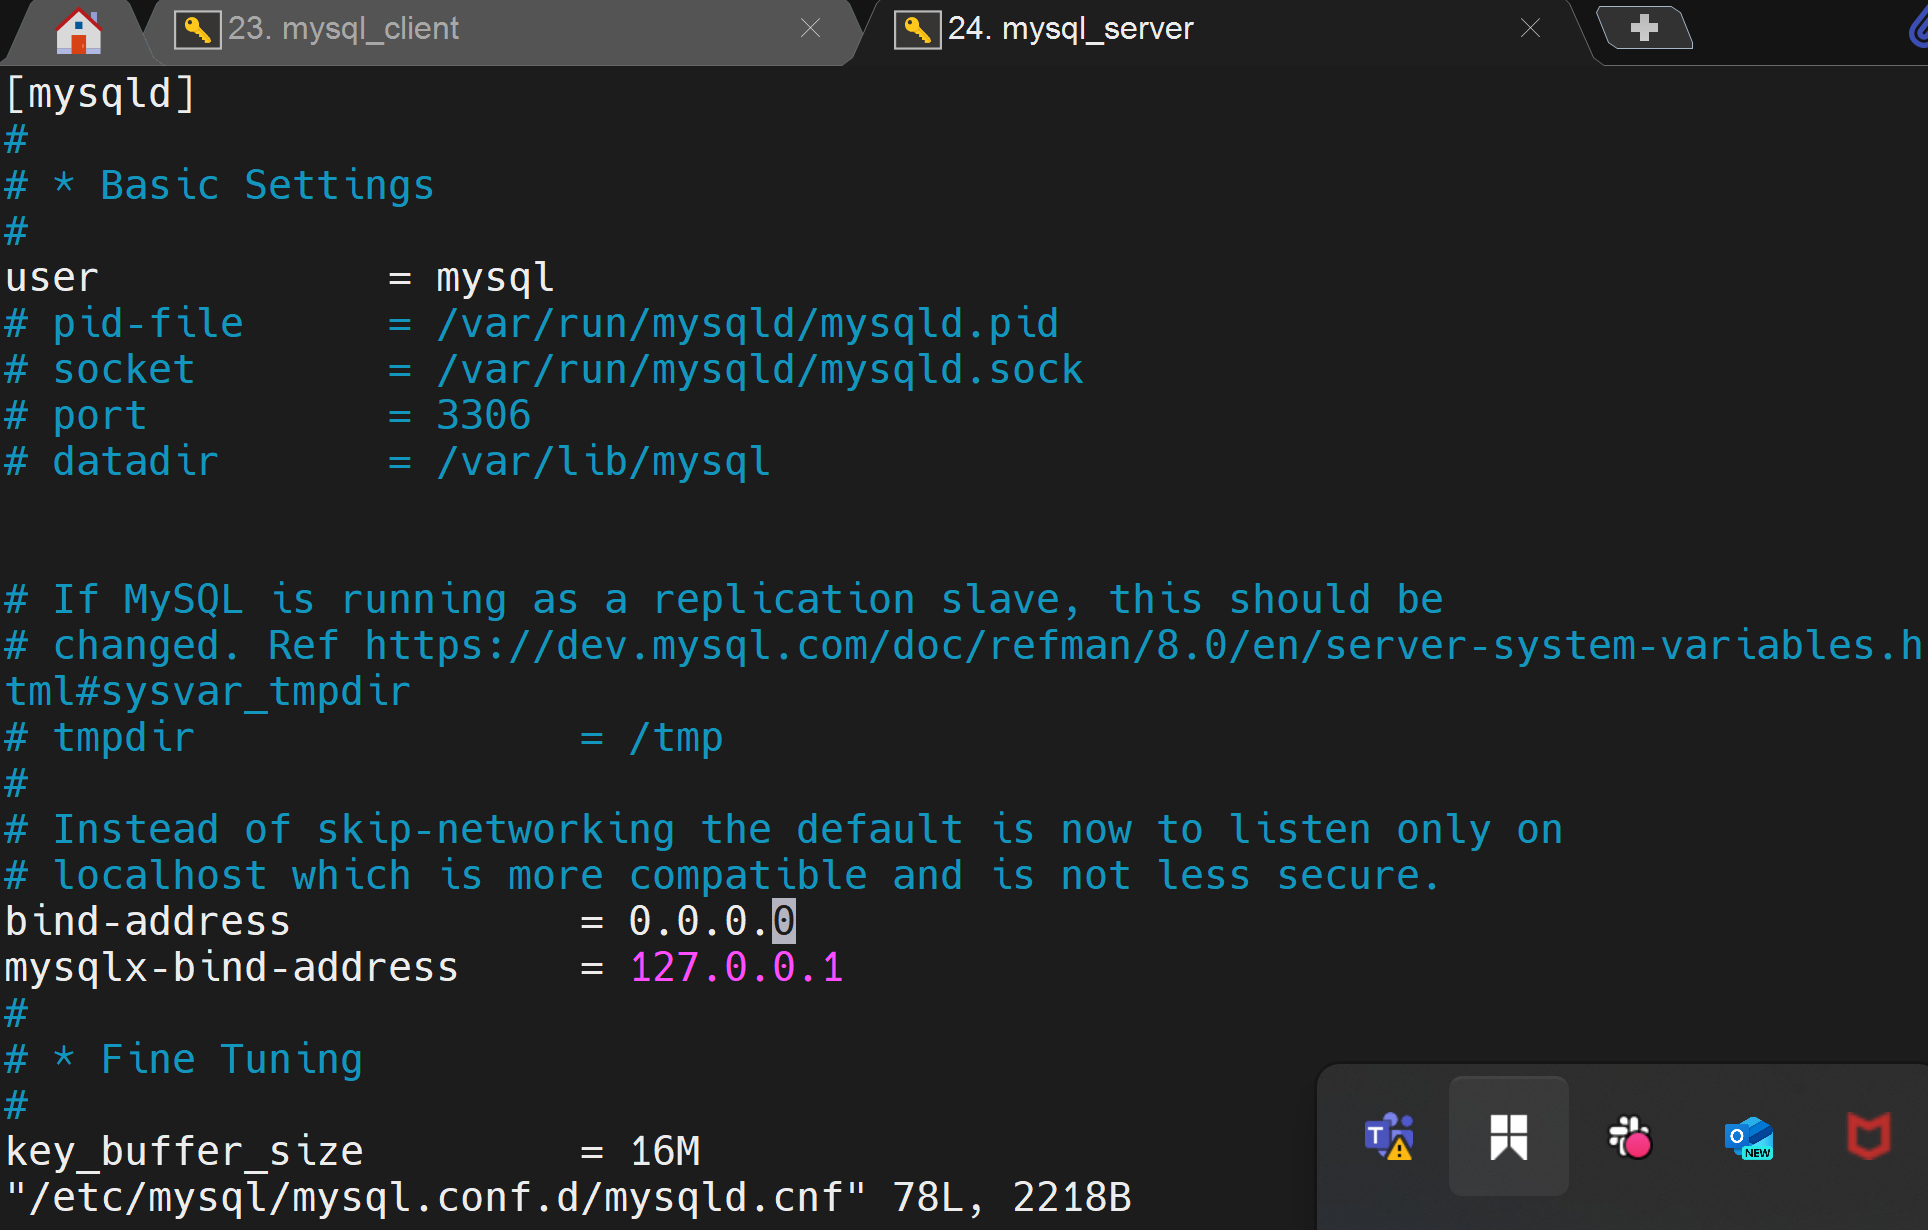 23. mysql_client
24. mysql_server
[mysqld]
#
# * Basic Settings
#
user            = mysql
# pid-file      = /var/run/mysqld/mysqld.pid
# socket        = /var/run/mysqld/mysqld.sock
# port          = 3306
# datadir       = /var/lib/mysql
# If MySQL is running as a replication slave, this should be
# changed. Ref https://dev.mysql.com/doc/refman/8.0/en/server-system-variables.h
tml#sysvar_tmpdir
# tmpdir                = /tmp
#
# Instead of skip-networking the default is now to listen only on
# localhost which is more compatible and is not less secure.
bind-address            = 0.0.0.0
mysqlx-bind-address     = 127.0.0.1
#
# * Fine Tuning
#
key_buffer_size         = 16M
"/etc/mysql/mysql.conf.d/mysqld.cnf" 78L, 2218B
T
O
NEW